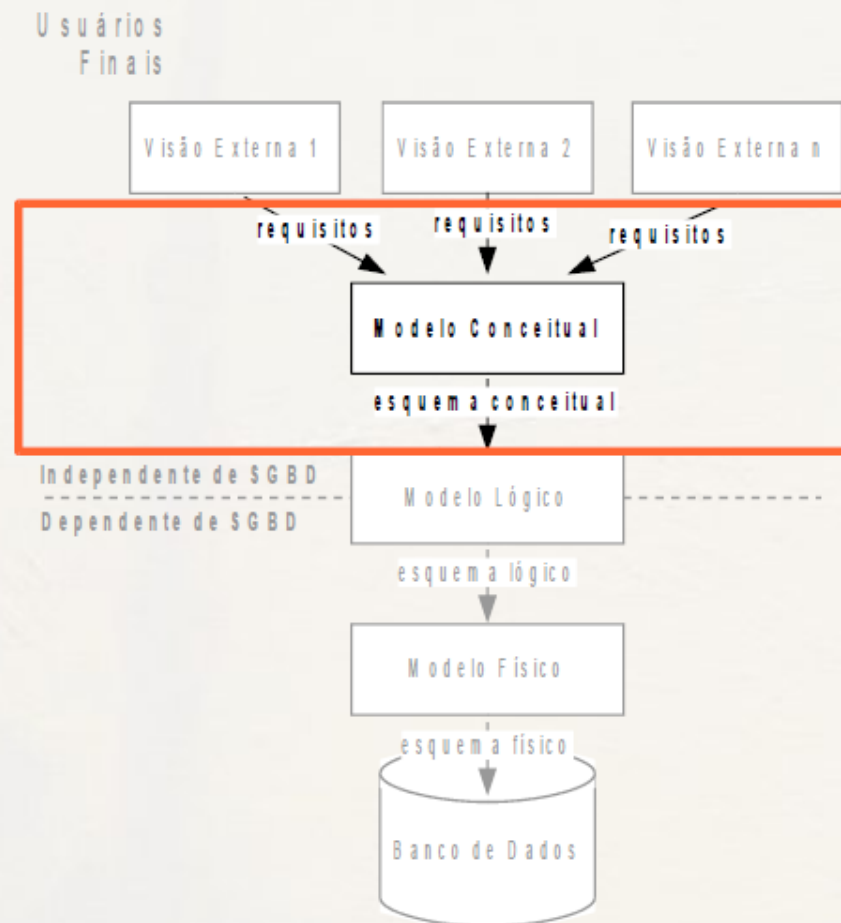 Usuários
Finais
Visão Externa 1
Visão Externa 2
Visão Externa n
requisitos
requisitos
requisitos
Modelo Conceitual
esquema conceitual
Independente de SGBD
Dependente de SGBD
Modelo Lógico
esquema lógico
Modelo Físico
esquema físico
Banco de Dados